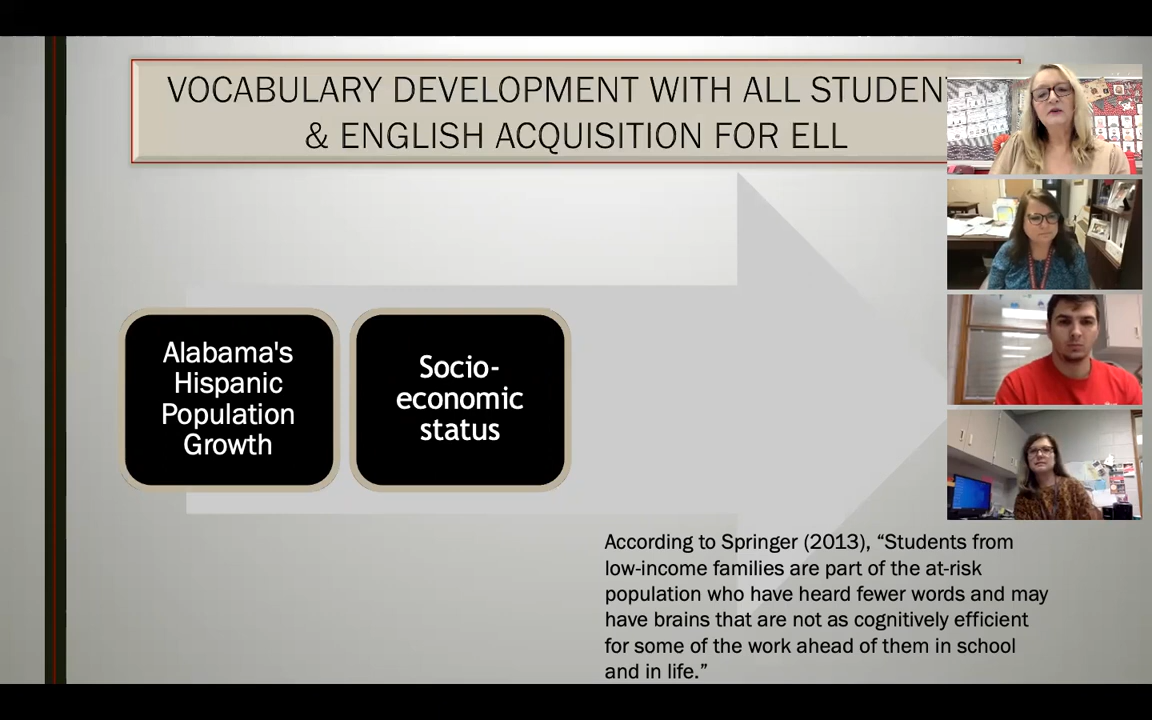 VOCABULARY DEVELOPMENT WITH ALL STUDEN
& ENGLISH ACQUISITION FOR ELL
Alabama's
Hispanic
Population
Growth
Socio-
economic
status
According to Springer (2013), “Students from
low-income families are part of the at-risk
population who have heard fewer words and may
have brains that are not as cognitively efficient
for some of the work ahead of them in school
and in life.”